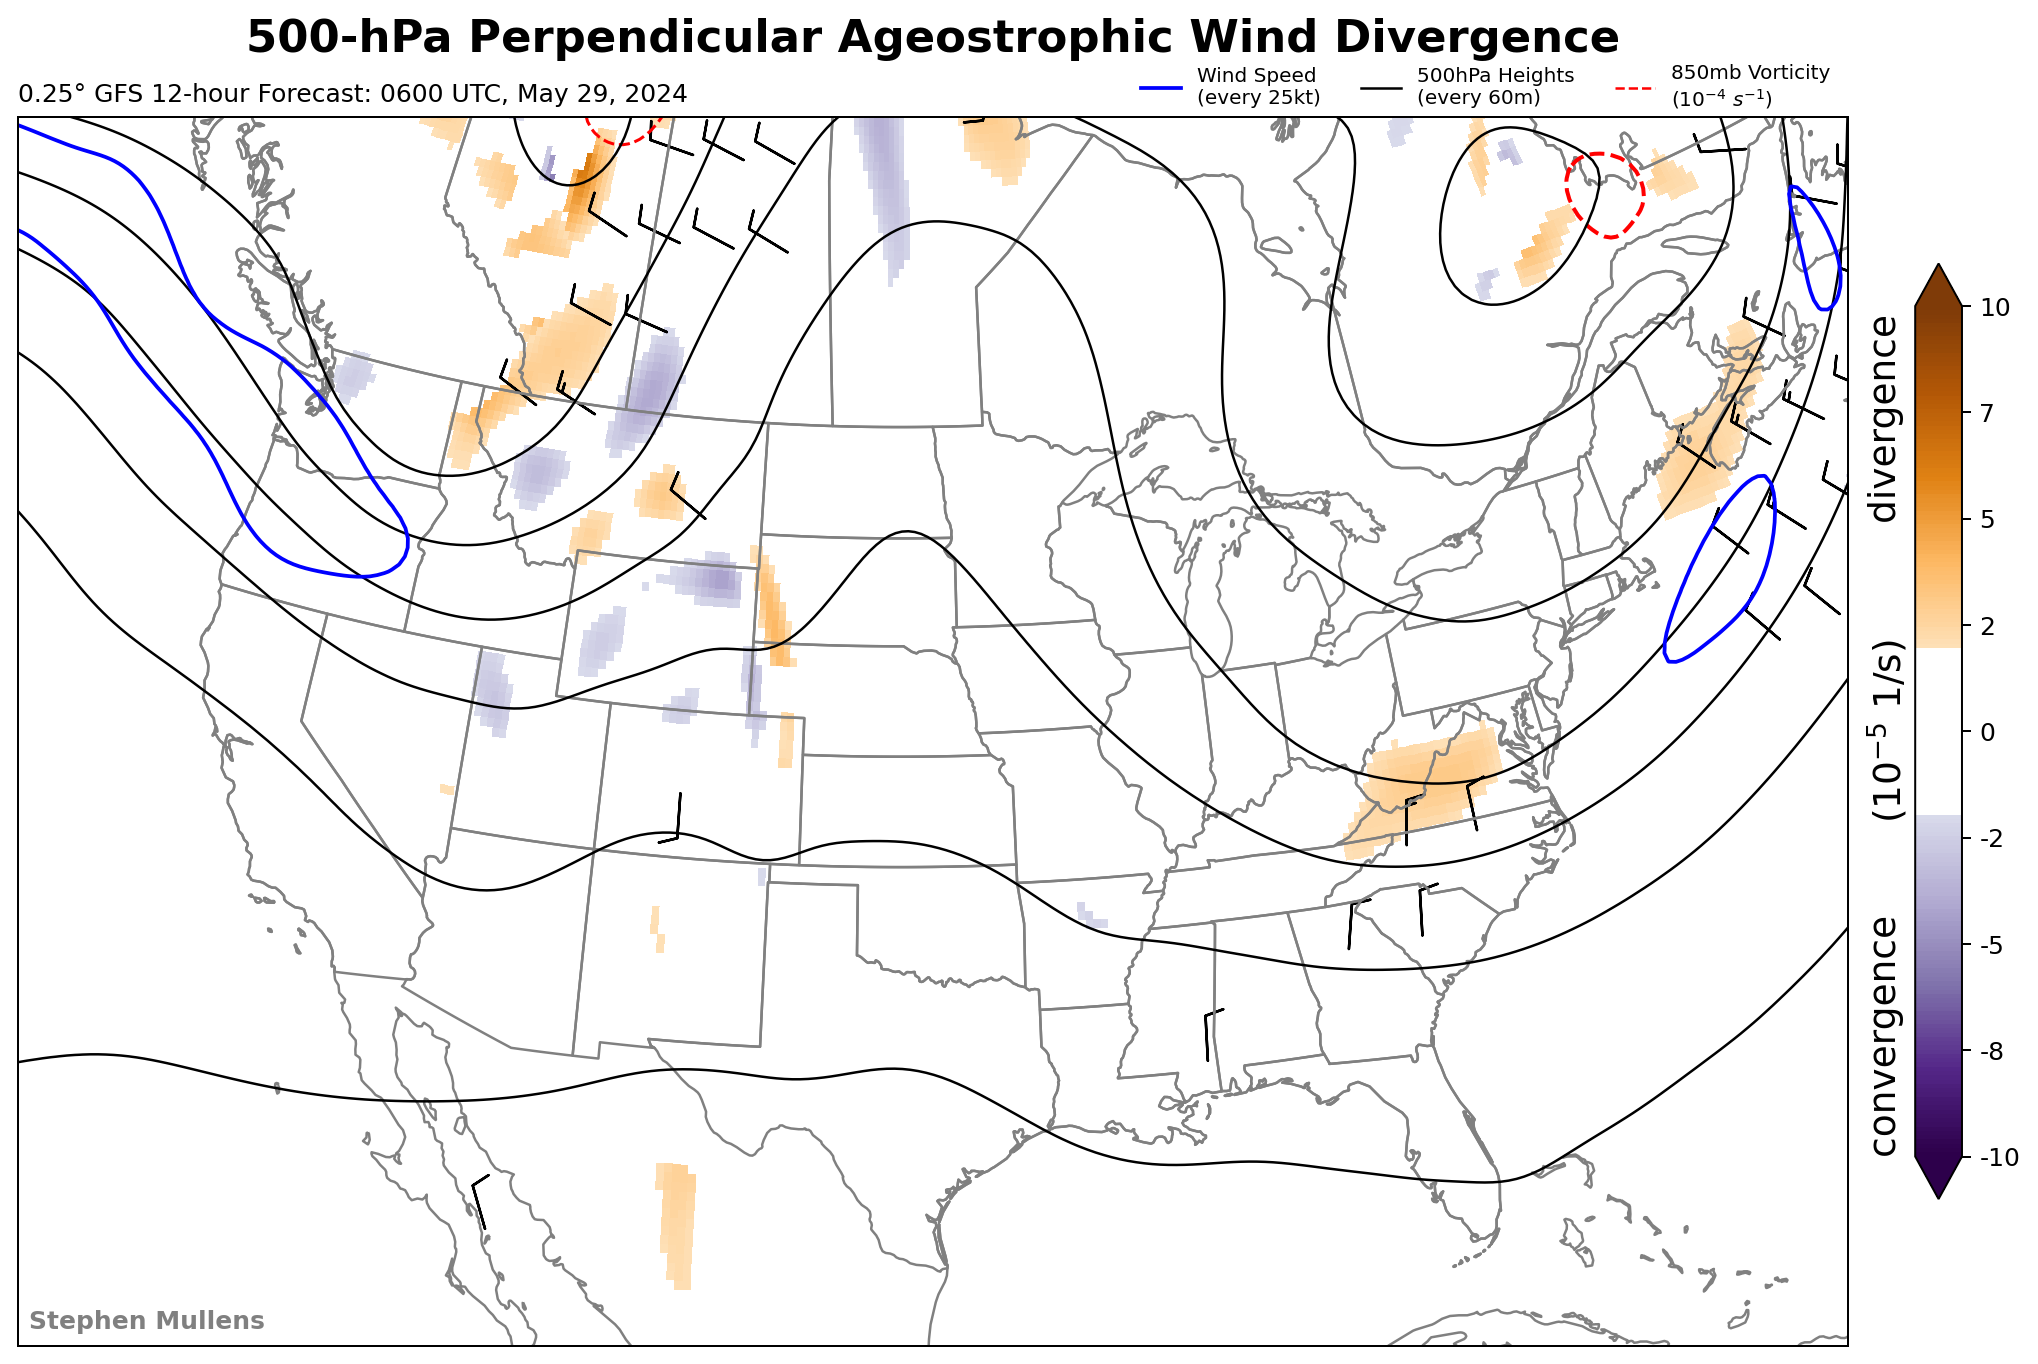 500-hPa Perpendicular Ageostrophic Wind Divergence
0.25° GFS 12-hour Forecast: 0600 UTC, May 29, 2024
Wind Speed
(every 25kt)
500hPa Heights
(every 60m)
850mb Vorticity
(10⁻⁴ s⁻¹)
10
7
5
2
0
-2
-5
-8
-10
convergence (10⁻⁵ 1/s) divergence
Stephen Mullens